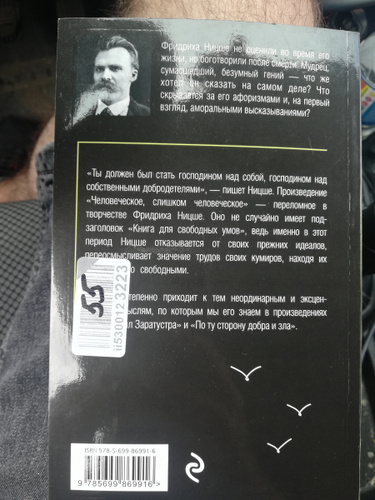 Фридриха Ницше не оценили во время его
жизни, но боготворили после смерти. Мудрец,
сумасшедший, безумный гений — что же
хотел он сказать на самом деле? Что
скрывается за его афоризмами и, на первый
взгляд, аморальными высказываниями?
«Ты должен был стать господином над собой, господином над
собственными добродетелями», — пишет Ницше. Произведение
«Человеческое, слишком человеческое» — переломное в
творчестве Фридриха Ницше. Оно не случайно имеет под-
заголовок «Книга для свободных умов», ведь именно в этот
период Ницше отказывается от своих прежних идеалов,
переосмысливает значение трудов своих кумиров, находя их
свободными.
приходит к тем неординарным и эксцен-
по которым мы его знаем в произведениях
Заратустра» и «По ту сторону добра и зла».
55
ii5300123223
ISBN 978-5-699-86991-6
9 785699 869916 >